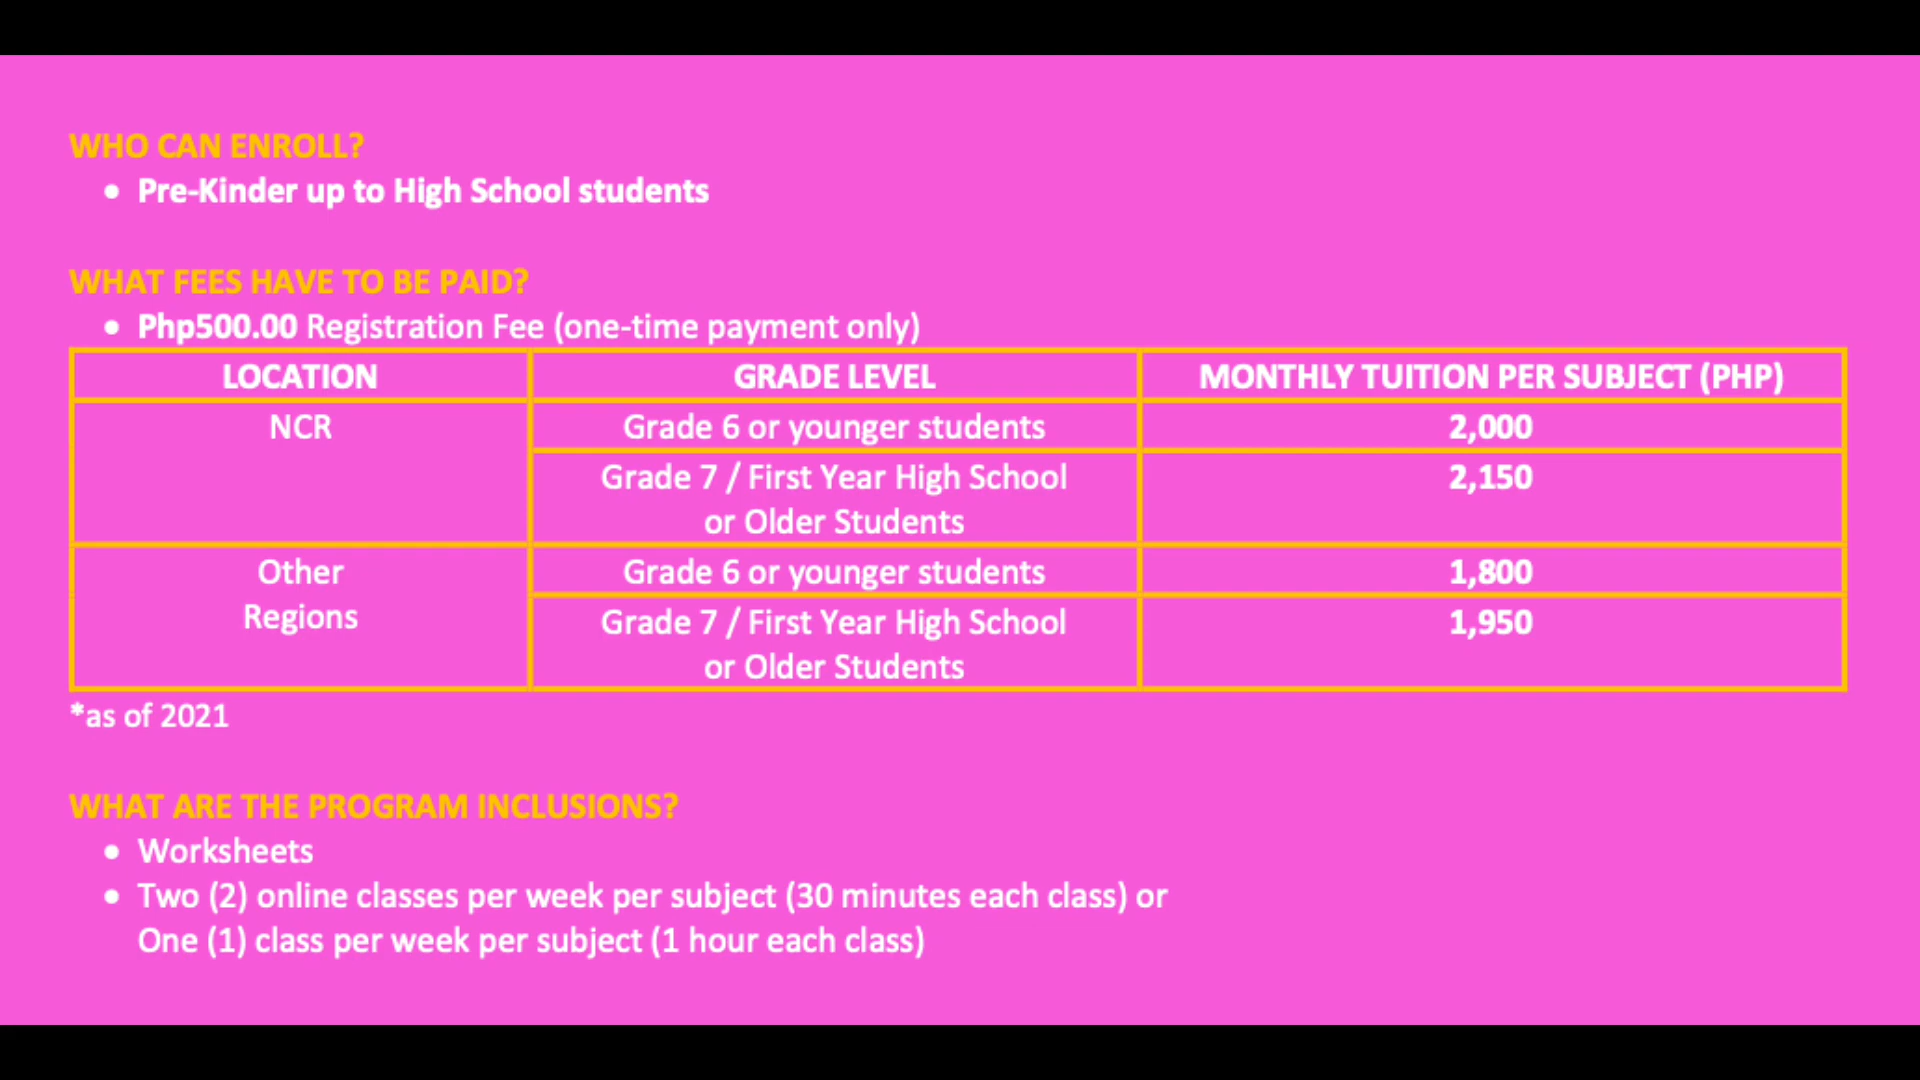 WHO CAN ENROLL?
• Pre-Kinder up to High School students
WHAT FEES HAVE TO BE PAID?
• Php500.00 Registration Fee (one-time payment only)
LOCATION GRADE LEVEL MONTHLY TUITION PER SUBJECT (PHP)
NCR Grade 6 or younger students 2,000
Grade 7 / First Year High School 2,150
or Older Students
Other Grade 6 or younger students 1,800
Regions Grade 7 / First Year High School 1,950
or Older Students
*as of 2021
WHAT ARE THE PROGRAM INCLUSIONS?
• Worksheets
• Two (2) online classes per week per subject (30 minutes each class) or
One (1) class per week per subject (1 hour each class)